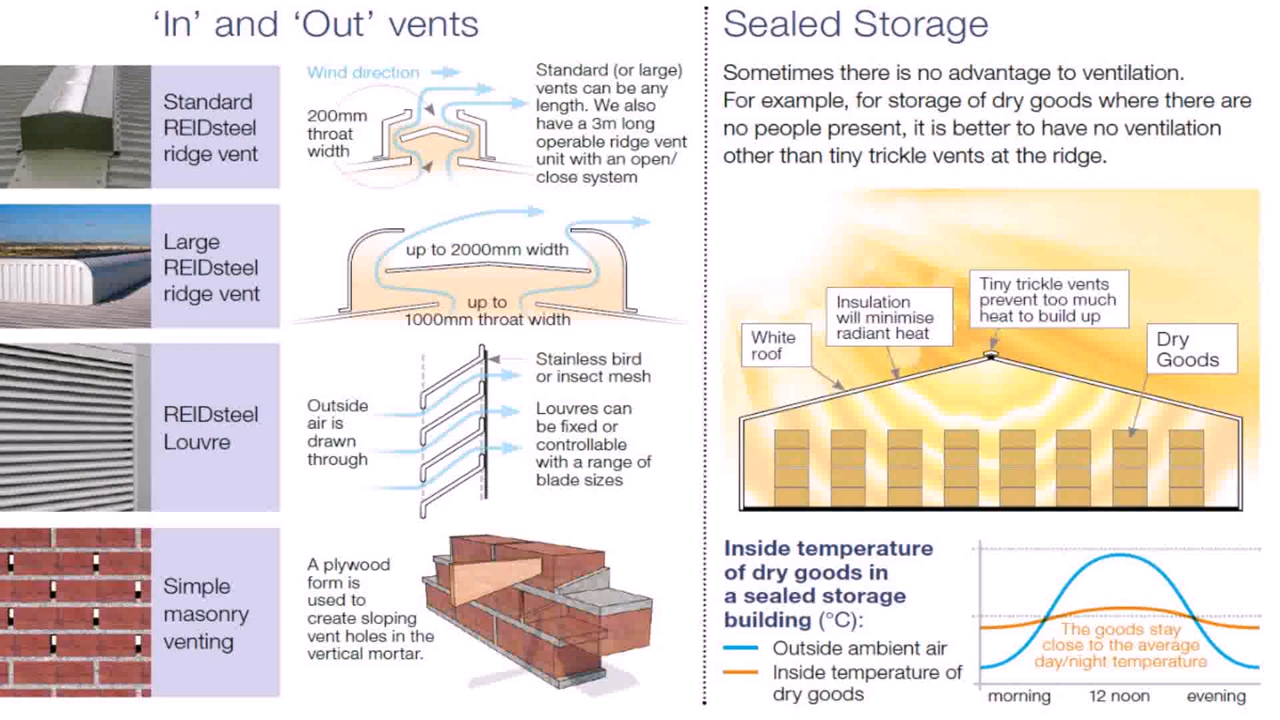 'In' and 'Out' vents
Standard
REIDsteel
ridge vent
Wind direction
200mm
throat
width
Standard (or large)
vents can be any
length. We also
have a 3m long
operable ridge vent
unit with an open/
close system
Large
REIDsteel
ridge vent
up to 2000mm width
up to
1000mm throat width
REIDsteel
Louvre
Outside
air is
drawn
through
Stainless bird
or insect mesh
Louvres can
be fixed or
controllable
with a range of
blade sizes
Simple
masonry
venting
A plywood
form is
used to
create sloping
vent holes in the
vertical mortar.
Sealed Storage
Sometimes there is no advantage to ventilation.
For example, for storage of dry goods where there are
no people present, it is better to have no ventilation
other than tiny trickle vents at the ridge.
White
roof
Insulation
will minimise
radiant heat
Tiny trickle vents
prevent too much
heat to build up
Dry
Goods
Inside temperature
of dry goods in
a sealed storage
building (°C):
Outside ambient air
Inside temperature of
dry goods
The goods stay
close to the average
day/night temperature
morning 12 noon evening